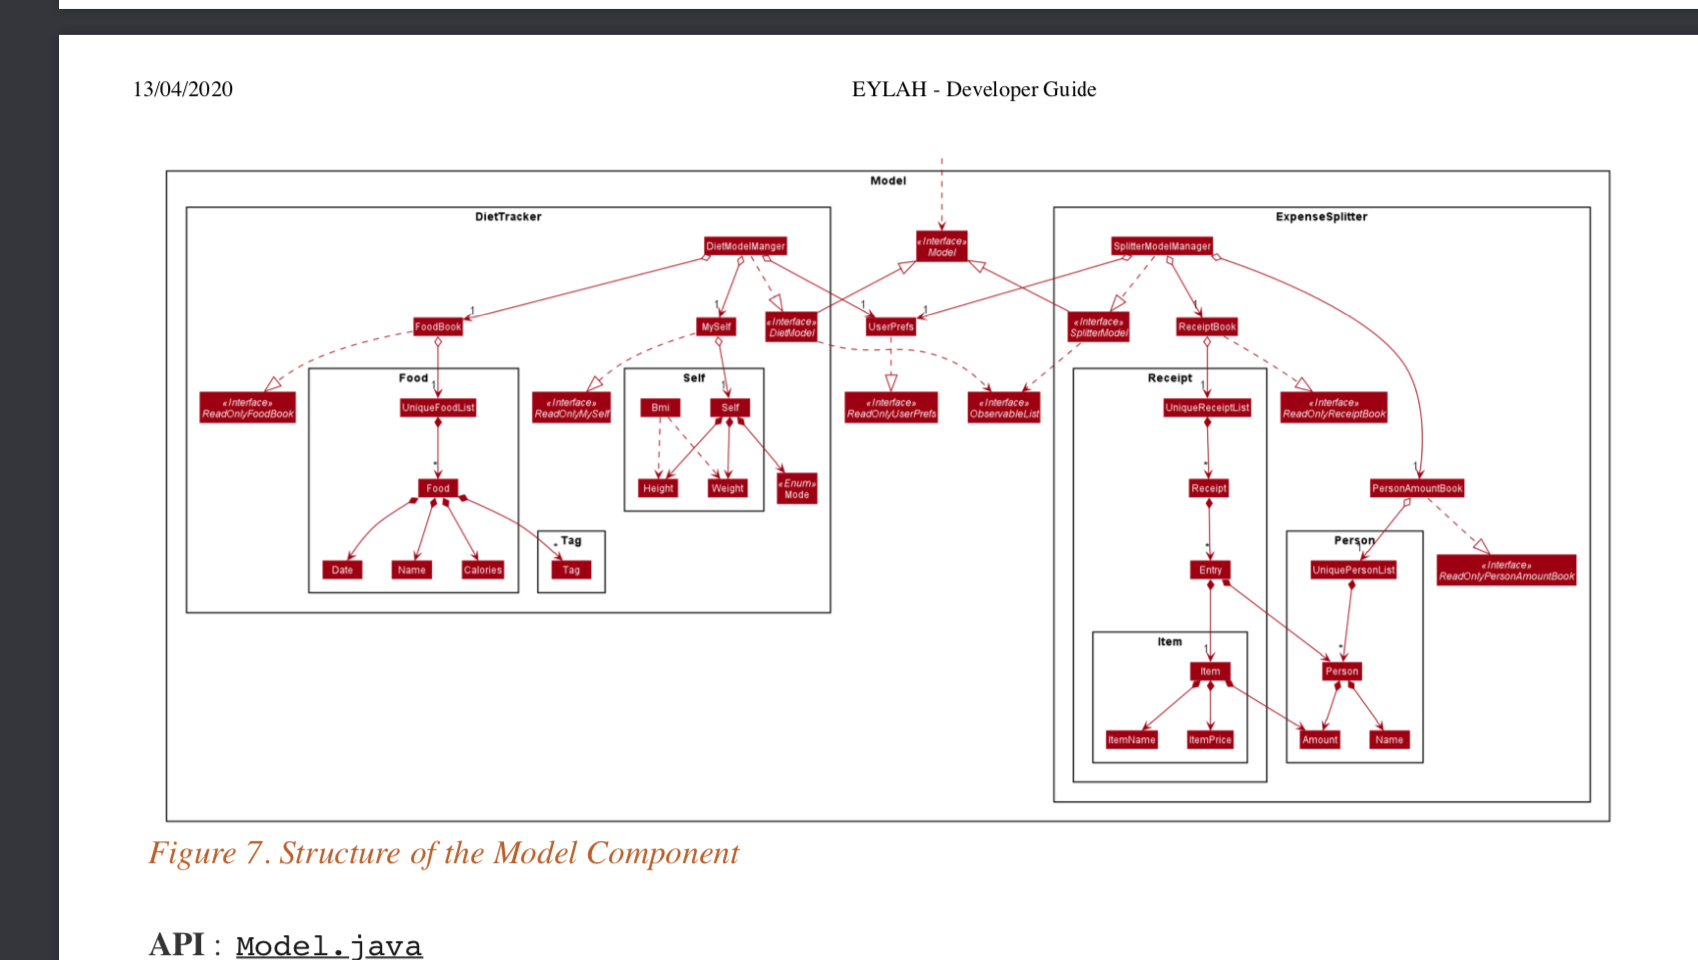 13/04/2020
EYLAH - Developer Guide
Model
DietTracker
ExpenseSplitter
DietModelManger
«Interface»
Model
SplitterModelManager
1
1
1
1
1
FoodBook
MySelf
«Interface»
DietModel
UserPrefs
«Interface»
SplitterModel
ReceiptBook
Food
Self
Receipt
1
1
1
«Interface»
ReadOnlyFoodBook
UniqueFoodList
«Interface»
ReadOnlyMySelf
Bmi
Self
«Interface»
ReadOnlyUserPrefs
«Interface»
ObservableList
UniqueReceiptList
«Interface»
ReadOnlyReceiptBook
*
*
1
Food
Height
Weight
«Enum»
Mode
Receipt
PersonAmountBook
* Tag
*
Person
1
Date
Name
Calories
Tag
Entry
UniquePersonList
«Interface»
ReadOnlyPersonAmountBook
Item
1
*
Item
Person
ItemName
ItemPrice
Amount
Name
Figure 7. Structure of the Model Component
API : Model.java